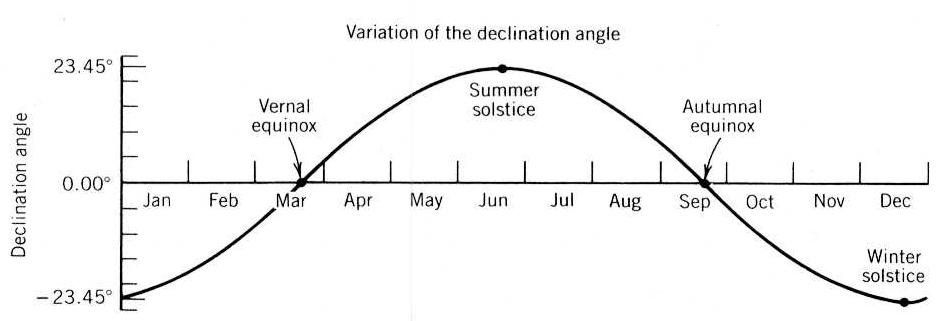 Variation of the declination angle
23.45°
Summer
solstice
Vernal
equinox
Autumnal
equinox
Declination angle
0.00°
Jan Feb Mar Apr May Jun Jul Aug Sep Oct Nov Dec
Winter
solstice
−23.45°